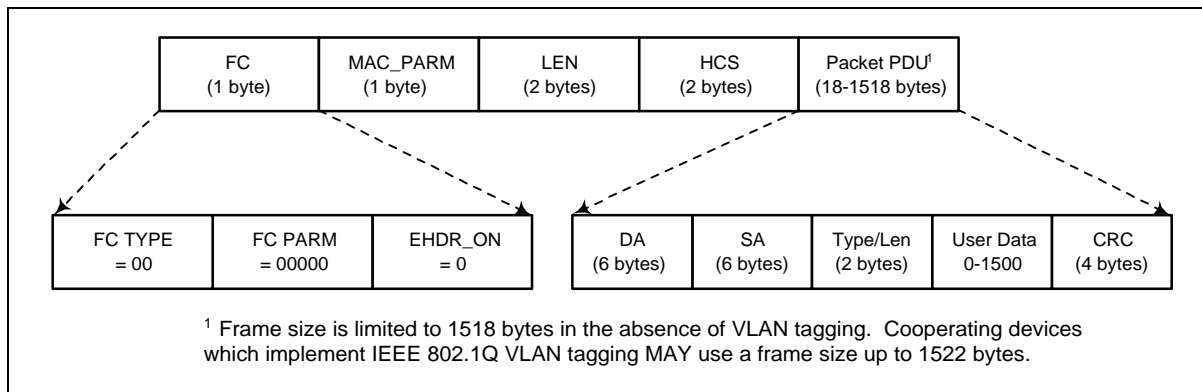 FC
(1 byte)
MAC_PARM
(1 byte)
LEN
(2 bytes)
HCS
(2 bytes)
Packet PDU¹
(18-1518 bytes)
FC TYPE
= 00
FC PARM
= 00000
EHDR_ON
= 0
DA
(6 bytes)
SA
(6 bytes)
Type/Len
(2 bytes)
User Data
0-1500
CRC
(4 bytes)
¹ Frame size is limited to 1518 bytes in the absence of VLAN tagging. Cooperating devices
which implement IEEE 802.1Q VLAN tagging MAY use a frame size up to 1522 bytes.